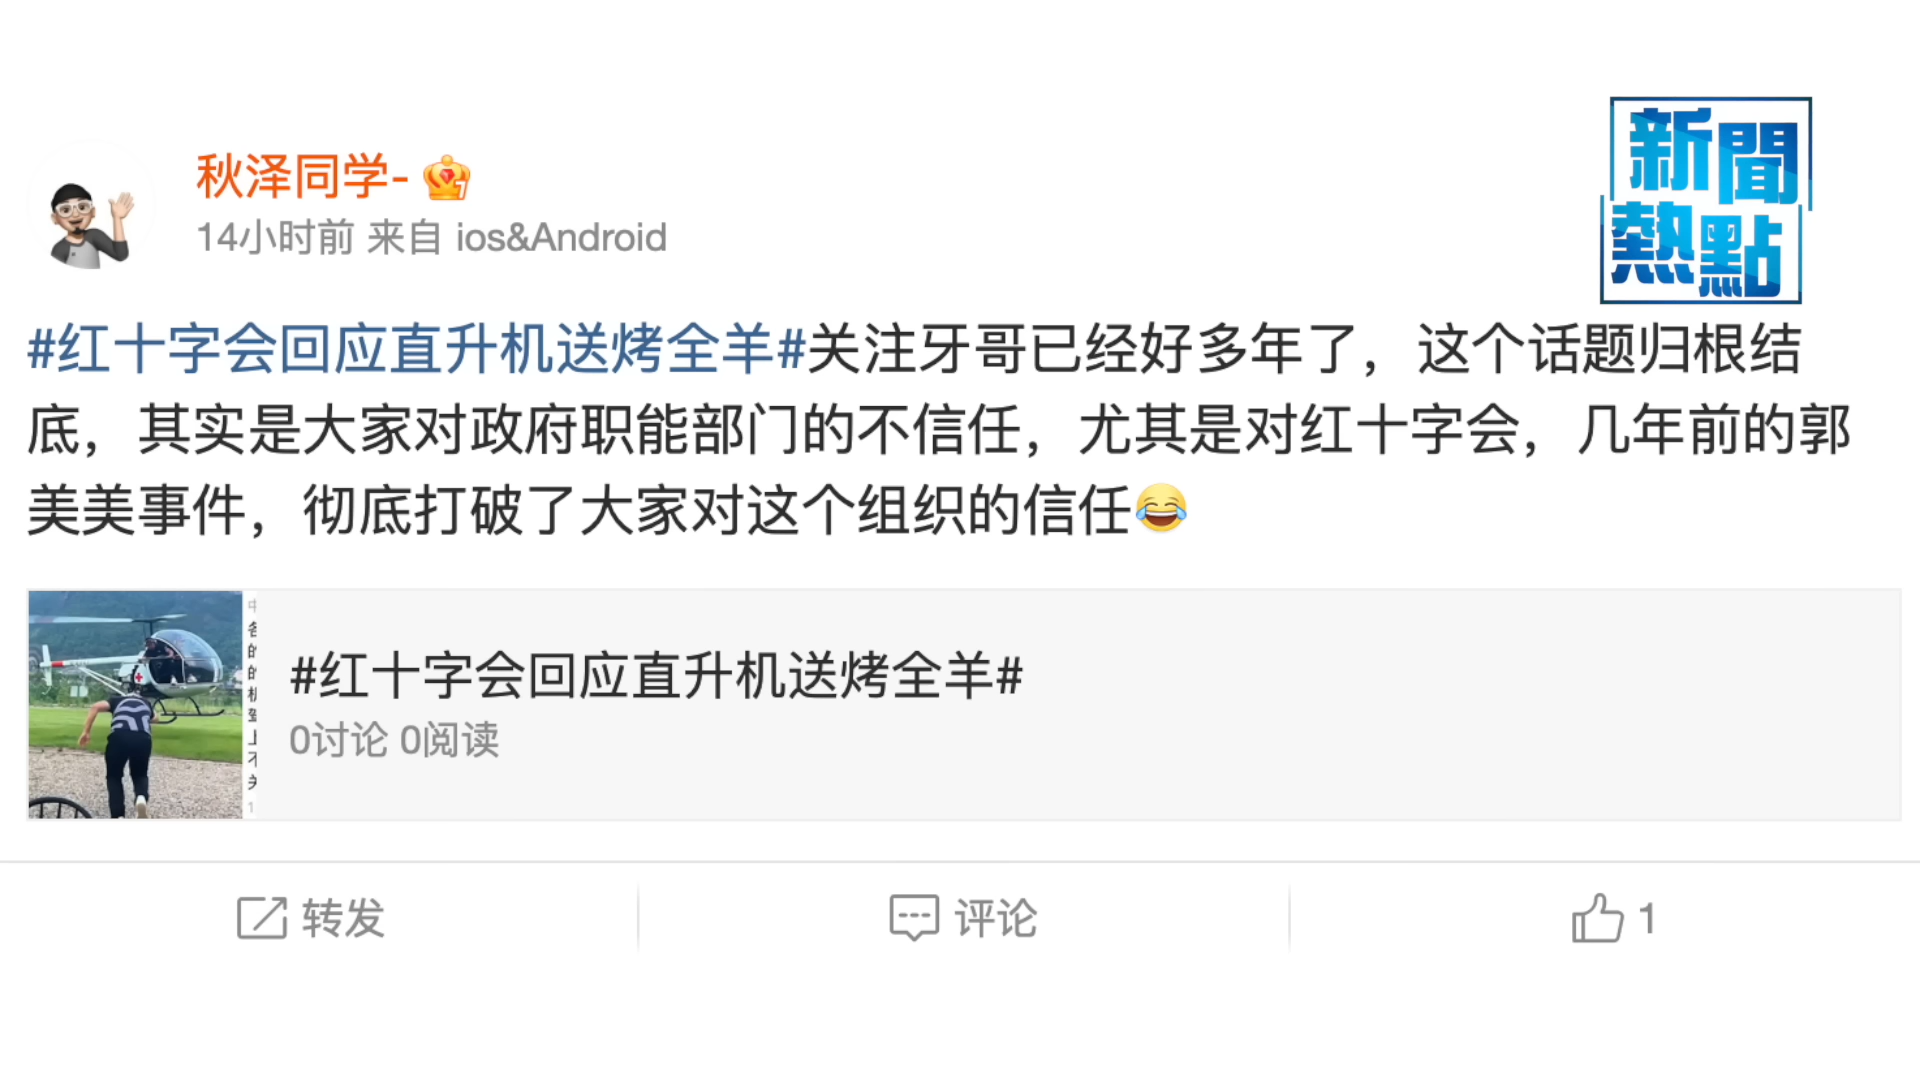 秋泽同学-
14小时前 来自 ios&Android
新聞
熱點
#红十字会回应直升机送烤全羊#关注牙哥已经好多年了，这个话题归根结
底，其实是大家对政府职能部门的不信任，尤其是对红十字会，几年前的郭
美美事件，彻底打破了大家对这个组织的信任😂
#红十字会回应直升机送烤全羊#
0讨论 0阅读
转发
评论
1